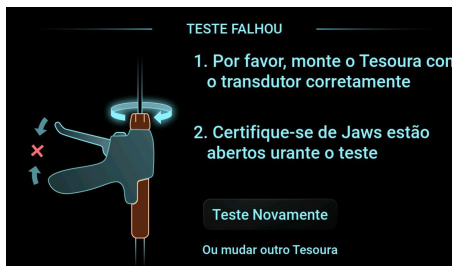 TESTE FALHOU
1. Por favor, monte o Tesoura con
o transdutor corretamente
2. Certifique-se de Jaws estão
abertos urante o teste
Teste Novamente
Ou mudar outro Tesoura